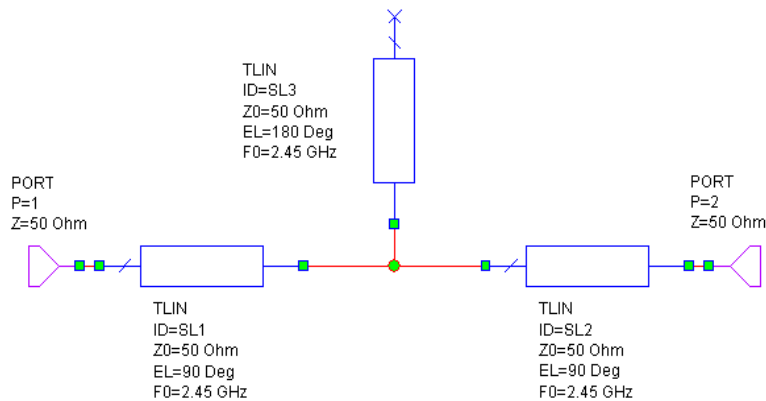 TLIN
ID=SL3
Z0=50 Ohm
EL=180 Deg
F0=2.45 GHz
PORT
P=1
Z=50 Ohm
PORT
P=2
Z=50 Ohm
TLIN
ID=SL1
Z0=50 Ohm
EL=90 Deg
F0=2.45 GHz
TLIN
ID=SL2
Z0=50 Ohm
EL=90 Deg
F0=2.45 GHz